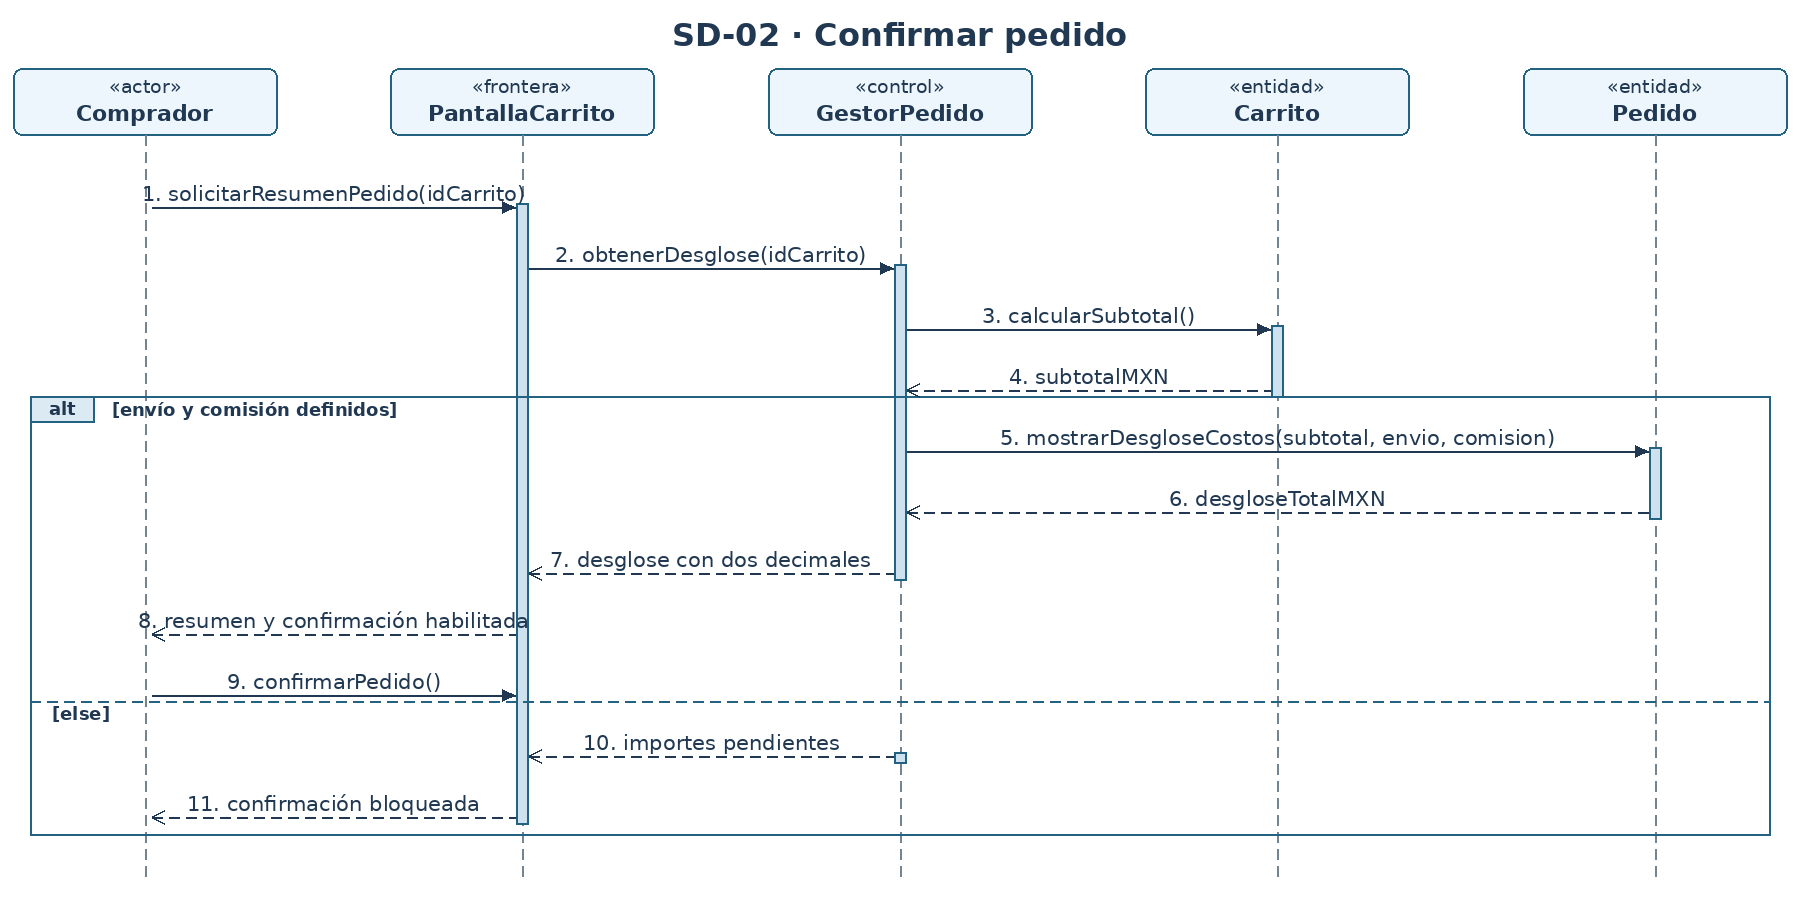 SD-02 · Confirmar pedido
«actor»
Comprador
«frontera»
PantallaCarrito
«control»
GestorPedido
«entidad»
Carrito
«entidad»
Pedido
1. solicitarResumenPedido(idCarrito)
2. obtenerDesglose(idCarrito)
3. calcularSubtotal()
4. subtotalMXN
alt
[envío y comisión definidos]
5. mostrarDesgloseCostos(subtotal, envio, comision)
6. desgloseTotalMXN
7. desglose con dos decimales
8. resumen y confirmación habilitada
9. confirmarPedido()
[else]
10. importes pendientes
11. confirmación bloqueada